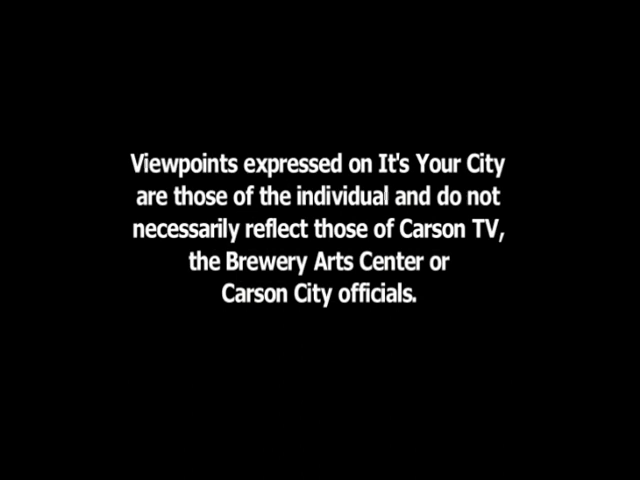 Viewpoints expressed on It's Your City
are those of the individual and do not
necessarily reflect those of Carson TV,
the Brewery Arts Center or
Carson City officials.